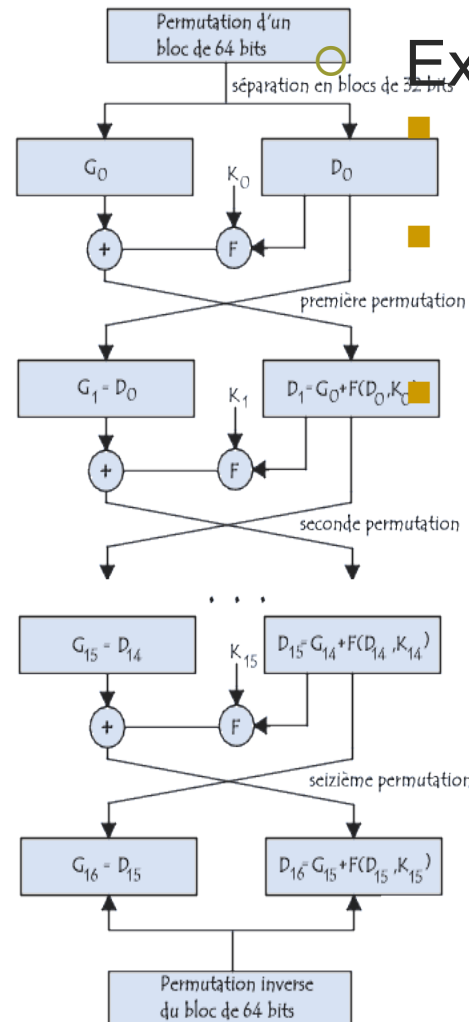 Permutation d'un
bloc de 64 bits
Ex
séparation en blocs de 32 bits
G₀
K₀
D₀
+
F
première permutation
G₁ = D₀
K₁
D₁=G₀+F(D₀,K₀)
+
F
seconde permutation
. . .
G₁₅ = D₁₄
K₁₅
D₁₅=G₁₄+F(D₁₄,K₁₄)
+
F
seizième permutation
G₁₆ = D₁₅
D₁₆=G₁₅+F(D₁₅,K₁₅)
Permutation inverse
du bloc de 64 bits